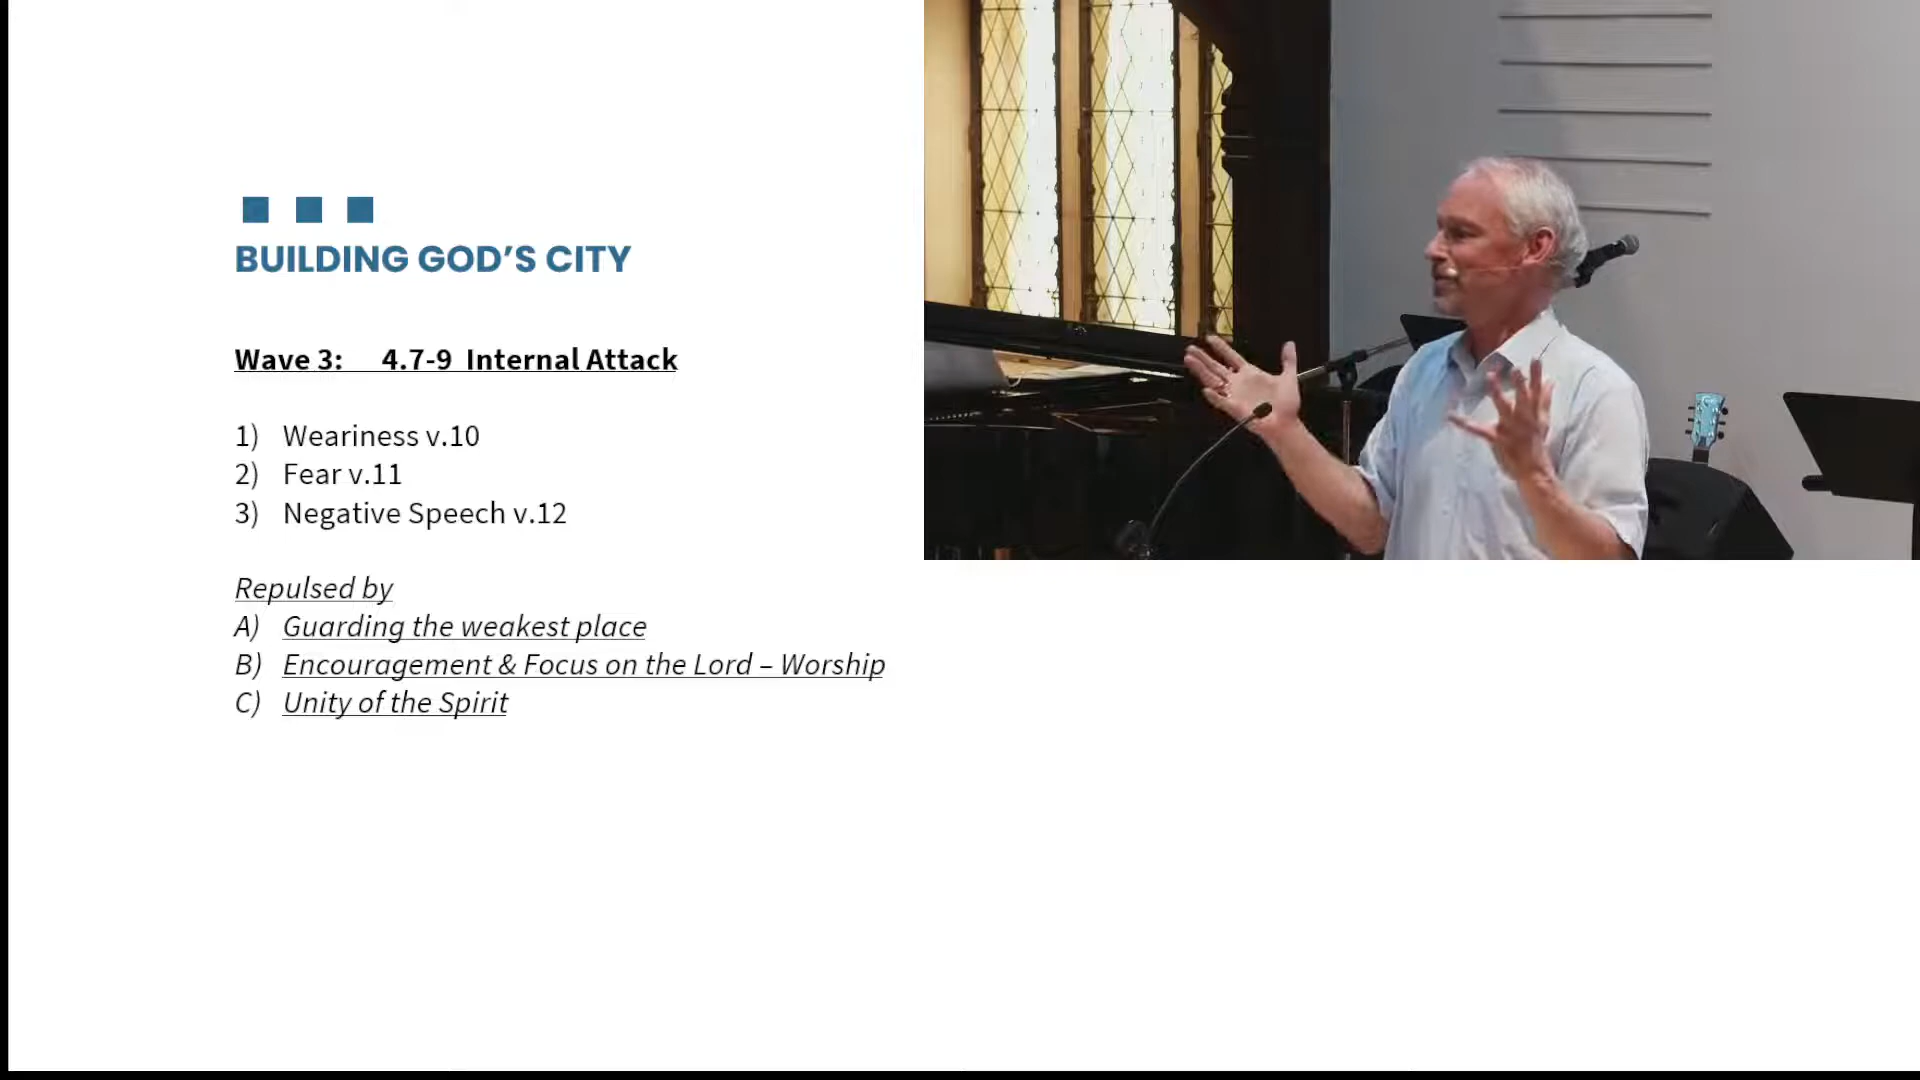 BUILDING GOD’S CITY
Wave 3: 4.7-9 Internal Attack
1) Weariness v.10
2) Fear v.11
3) Negative Speech v.12
Repulsed by
A) Guarding the weakest place
B) Encouragement & Focus on the Lord – Worship
C) Unity of the Spirit